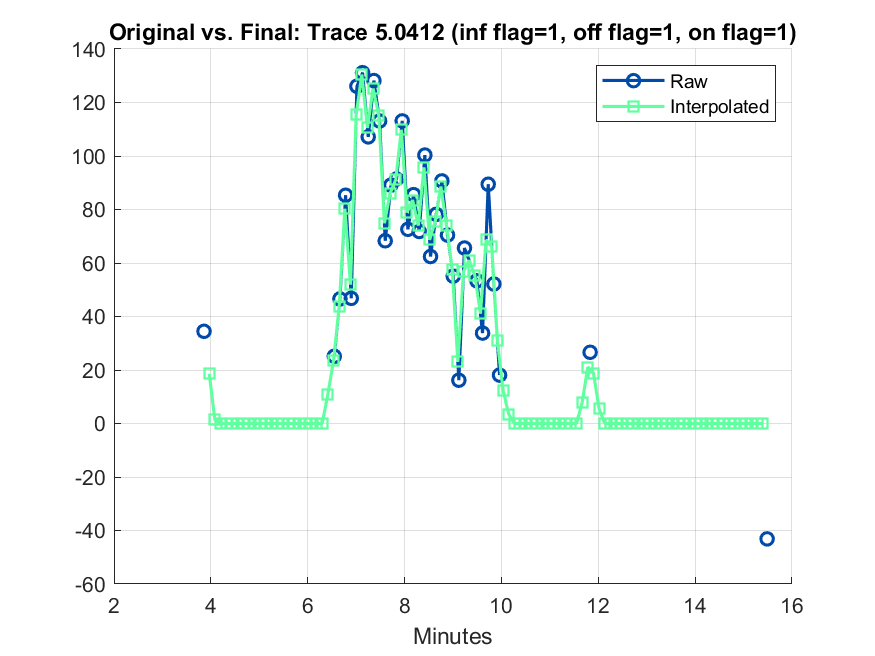 Original vs. Final: Trace 5.0412 (inf flag=1, off flag=1, on flag=1)
140
120
100
80
60
40
20
0
-20
-40
-60
Raw
Interpolated
2 4 6 8 10 12 14 16
Minutes